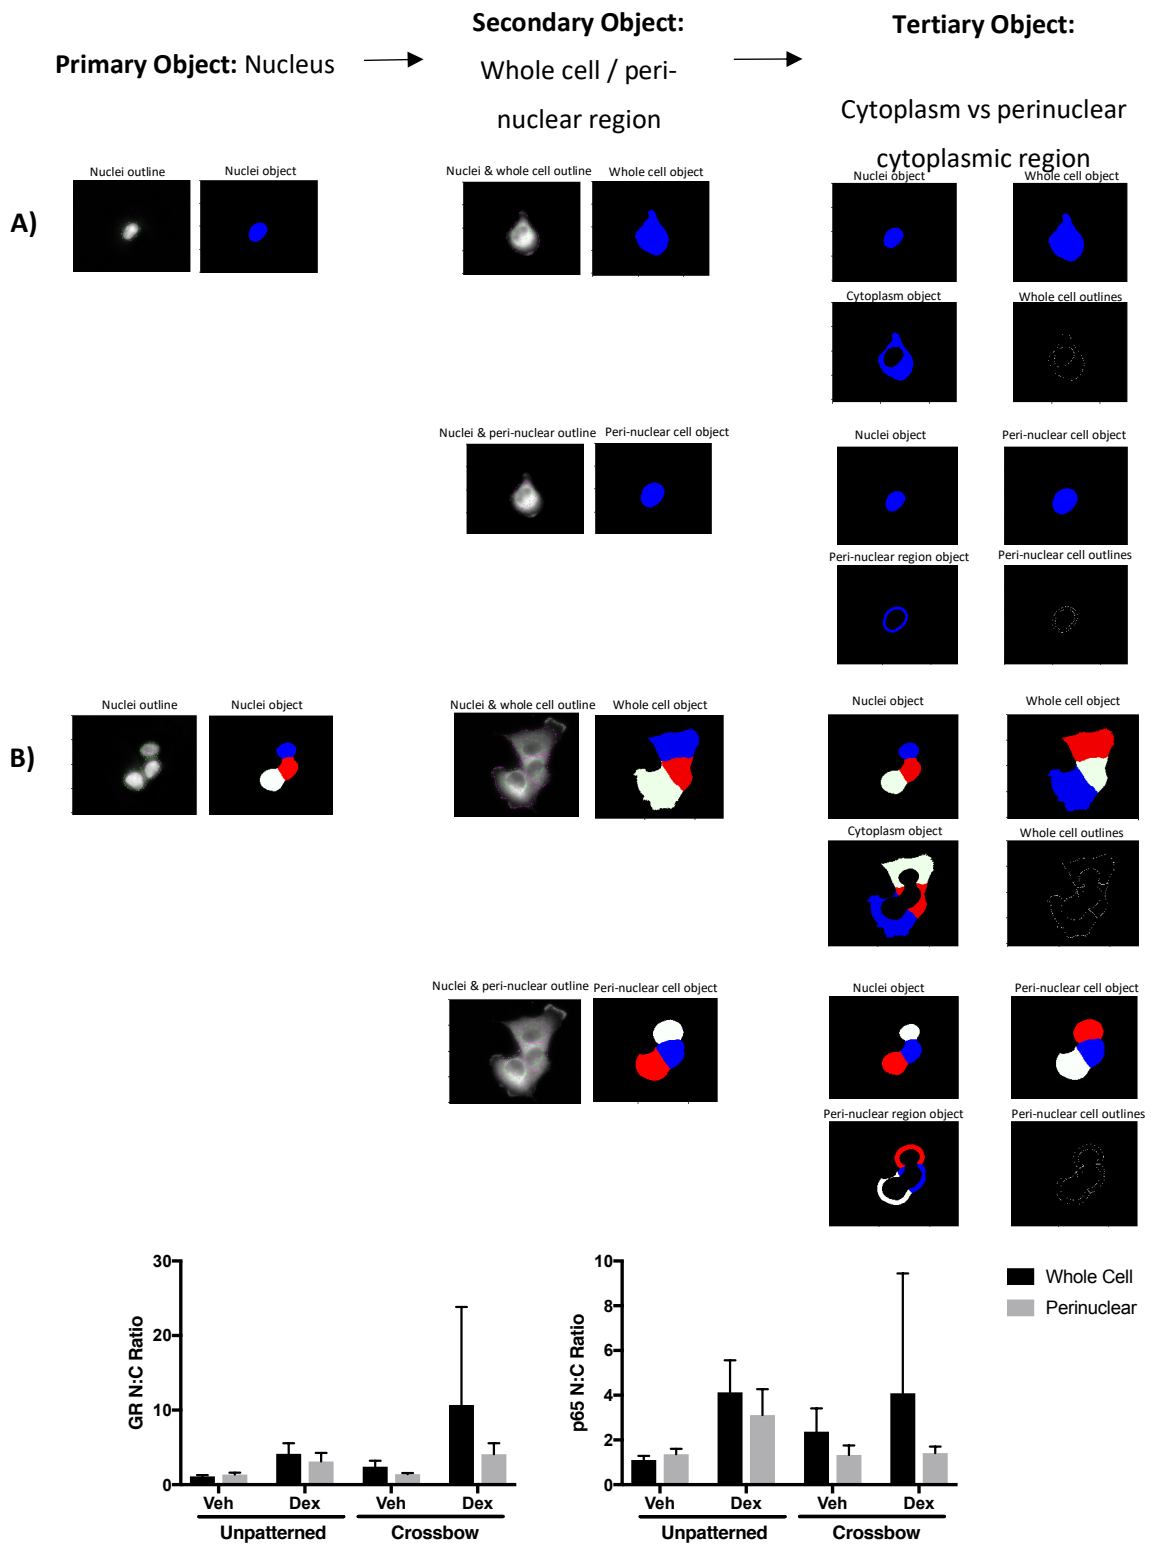 Primary Object: Nucleus
Secondary Object:
Whole cell / peri-
nuclear region
Tertiary Object:
Cytoplasm vs perinuclear
cytoplasmic region
A)
Nuclei outline
Nuclei object
Nuclei & whole cell outline
Whole cell object
Nuclei object
Whole cell object
Cytoplasm object
Whole cell outlines
Nuclei & peri-nuclear outline
Peri-nuclear cell object
Nuclei object
Peri-nuclear cell object
Peri-nuclear region object
Peri-nuclear cell outlines
B)
Nuclei outline
Nuclei object
Nuclei & whole cell outline
Whole cell object
Nuclei object
Whole cell object
Cytoplasm object
Whole cell outlines
Nuclei & peri-nuclear outline
Peri-nuclear cell object
Nuclei object
Peri-nuclear cell object
Peri-nuclear region object
Peri-nuclear cell outlines
GR N:C Ratio
30
20
10
0
Veh
Dex
Veh
Dex
Unpatterned
Crossbow
p65 N:C Ratio
10
8
6
4
2
0
Veh
Dex
Veh
Dex
Unpatterned
Crossbow
Whole Cell
Perinuclear